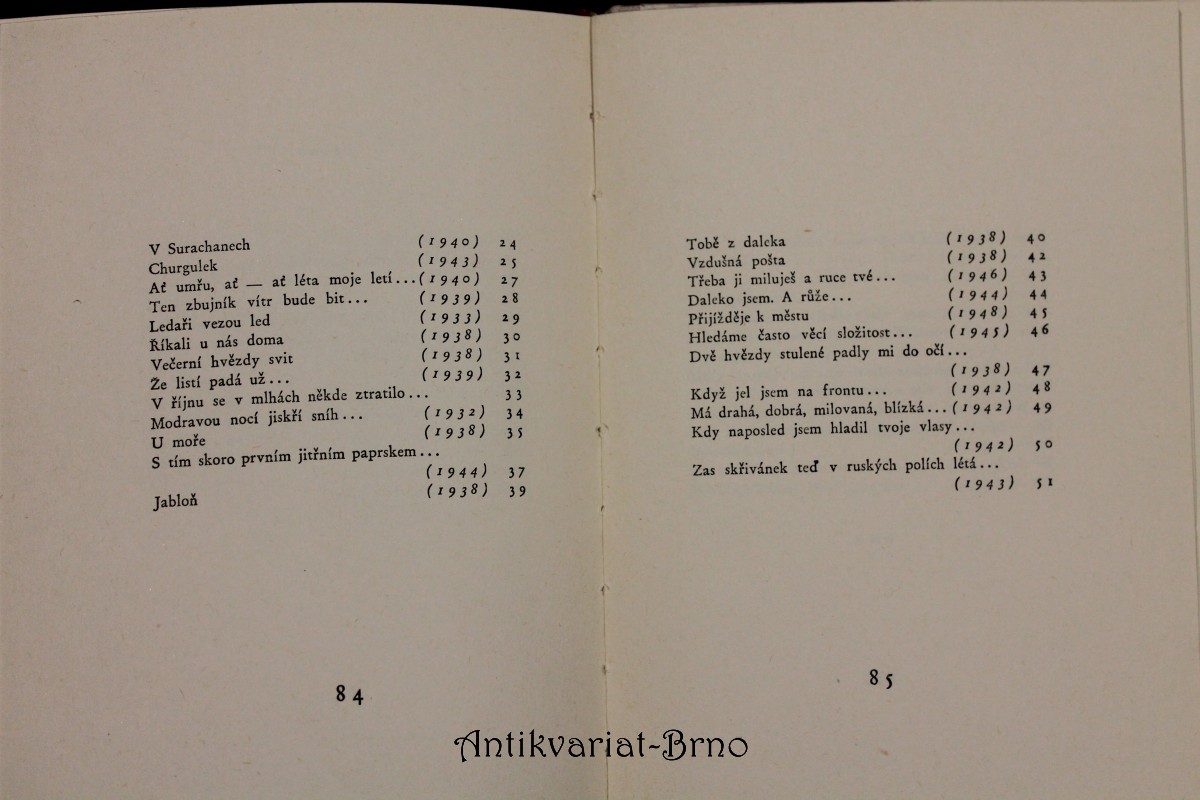 V Surachanech (1940) 24
Churgulek (1943) 25
Ať umřu, ať — ať léta moje letí...(1940) 27
Ten zbujník vítr bude bit... (1939) 28
Ledaři vezou led (1933) 29
Říkali u nás doma (1938) 30
Večerní hvězdy svit (1938) 31
Že listí padá už... (1939) 32
V říjnu se v mlhách někde ztratilo... 33
Modravou nocí jiskří sníh... (1932) 34
U moře (1938) 35
S tím skoro prvním jitřním paprskem...
(1944) 37
Jabloň (1938) 39
84
Tobě z daleka (1938) 40
Vzdušná pošta (1938) 42
Třeba ji miluješ a ruce tvé... (1946) 43
Daleko jsem. A růže... (1944) 44
Přijížděje k městu (1948) 45
Hledáme často věcí složitost... (1945) 46
Dvě hvězdy stulené padly mi do očí...
(1938) 47
Když jel jsem na frontu... (1942) 48
Má drahá, dobrá, milovaná, blízká...(1942) 49
Kdy naposled jsem hladil tvoje vlasy...
(1942) 50
Zas skřivánek teď v ruských polích létá...
(1943) 51
85
Antikvariat-Brno